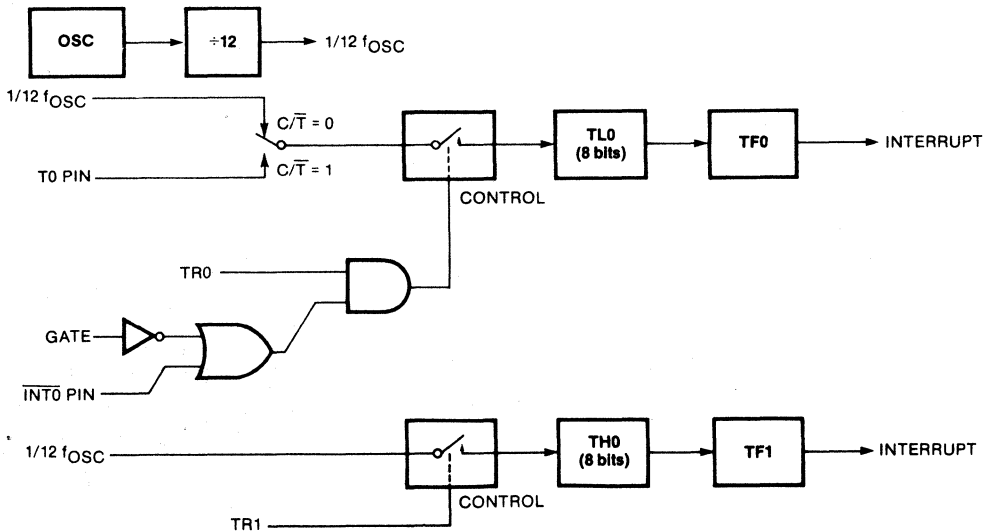 OSC
÷12
1/12 fOSC
1/12 fOSC
C/T̅ = 0
T0 PIN
C/T̅ = 1
CONTROL
TL0
(8 bits)
TF0
INTERRUPT
TR0
GATE
I̅N̅T̅0̅ PIN
1/12 fOSC
CONTROL
TR1
TH0
(8 bits)
TF1
INTERRUPT